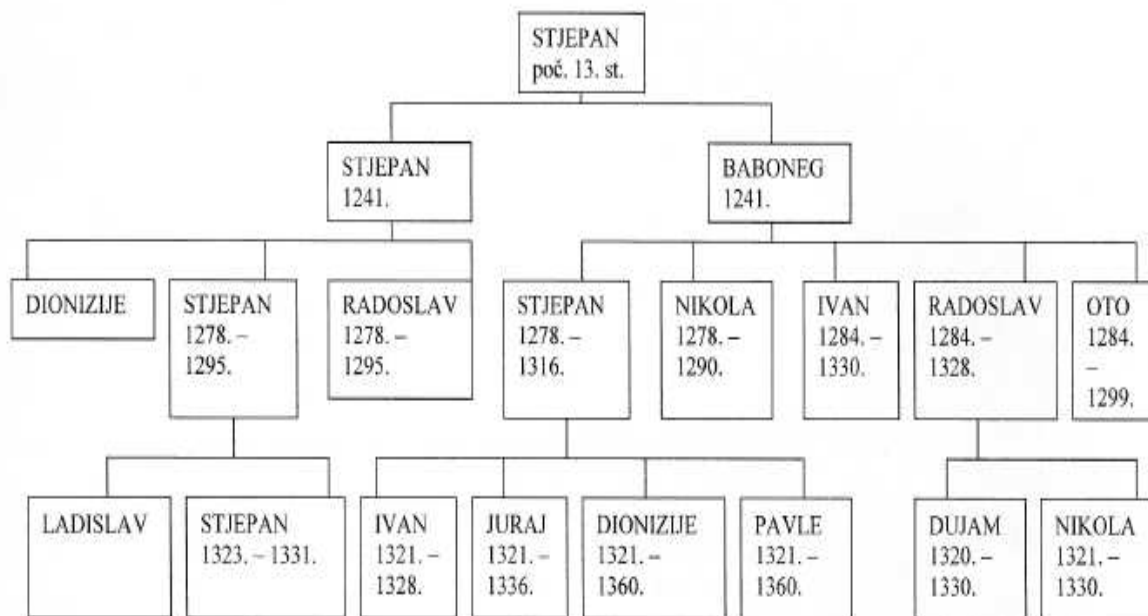 STJEPAN
poč. 13. st.
STJEPAN
1241.
BABONEG
1241.
DIONIZIJE
STJEPAN
1278. –
1295.
RADOSLAV
1278. –
1295.
STJEPAN
1278. –
1316.
NIKOLA
1278. –
1290.
IVAN
1284. –
1330.
RADOSLAV
1284. –
1328.
OTO
1284.
–
1299.
LADISLAV
STJEPAN
1323. – 1331.
IVAN
1321. –
1328.
JURAJ
1321. –
1336.
DIONIZIJE
1321. –
1360.
PAVLE
1321. –
1360.
DUJAM
1320. –
1330.
NIKOLA
1321. –
1330.